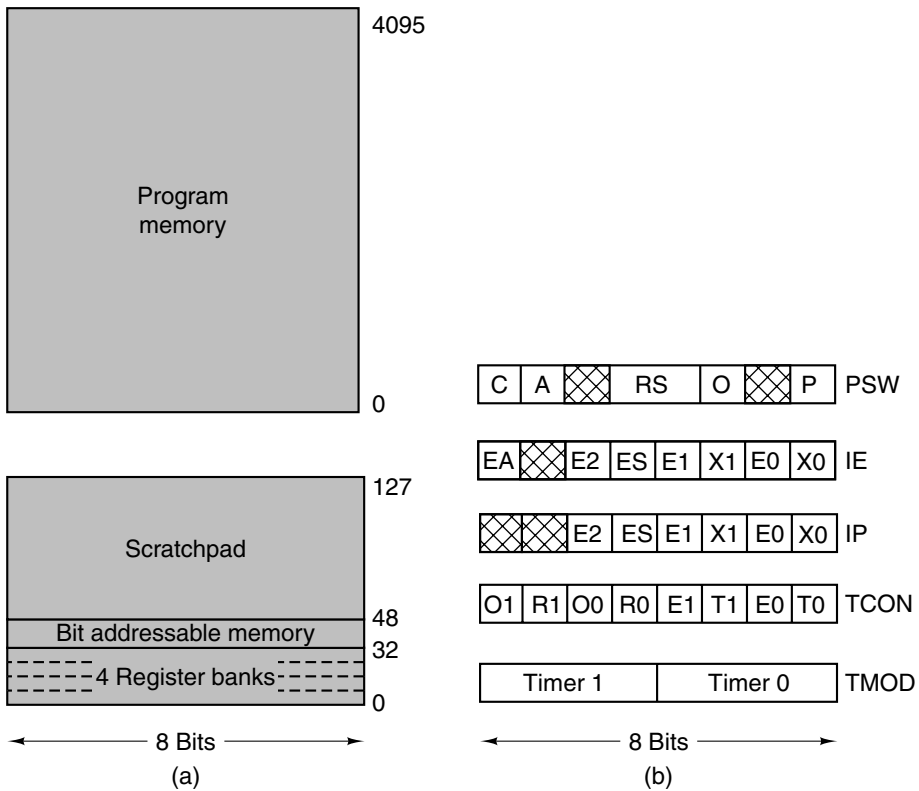 4095
Program
memory
0
127
Scratchpad
48
Bit addressable memory
32
4 Register banks
0
8 Bits
(a)
C A RS O P PSW
EA E2 ES E1 X1 E0 X0 IE
E2 ES E1 X1 E0 X0 IP
O1 R1 O0 R0 E1 T1 E0 T0 TCON
Timer 1 Timer 0 TMOD
8 Bits
(b)